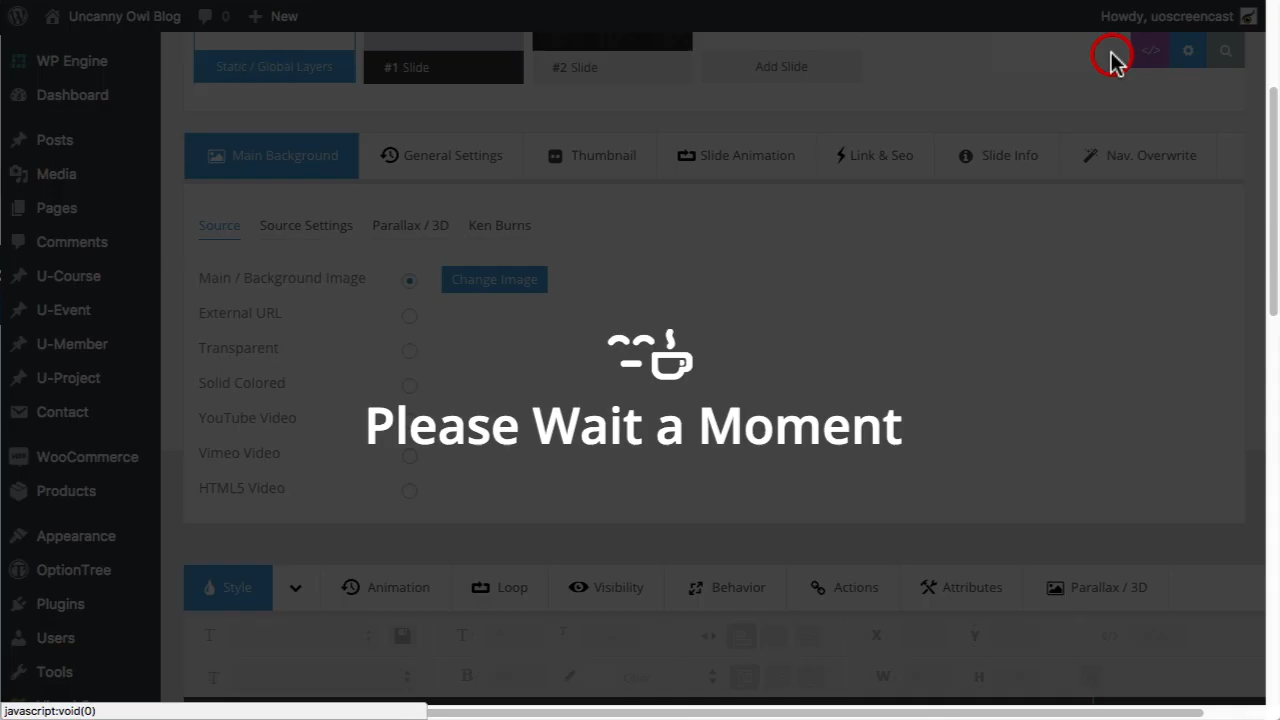 Uncanny Owl Blog 0 New Howdy, uoscreencast
WP Engine
Dashboard
Posts
Media
Pages
Comments
U-Course
U-Event
U-Member
U-Project
Contact
WooCommerce
Products
Appearance
OptionTree
Plugins
Users
Tools
Static / Global Layers #1 Slide #2 Slide Add Slide
Main Background General Settings Thumbnail Slide Animation Link & Seo Slide Info Nav. Overwrite
Source Source Settings Parallax / 3D Ken Burns
Main / Background Image Change Image
External URL
Transparent
Solid Colored
YouTube Video
Vimeo Video
HTML5 Video
Please Wait a Moment
Style Animation Loop Visibility Behavior Actions Attributes Parallax / 3D
X Y
W H
javascript:void(0)